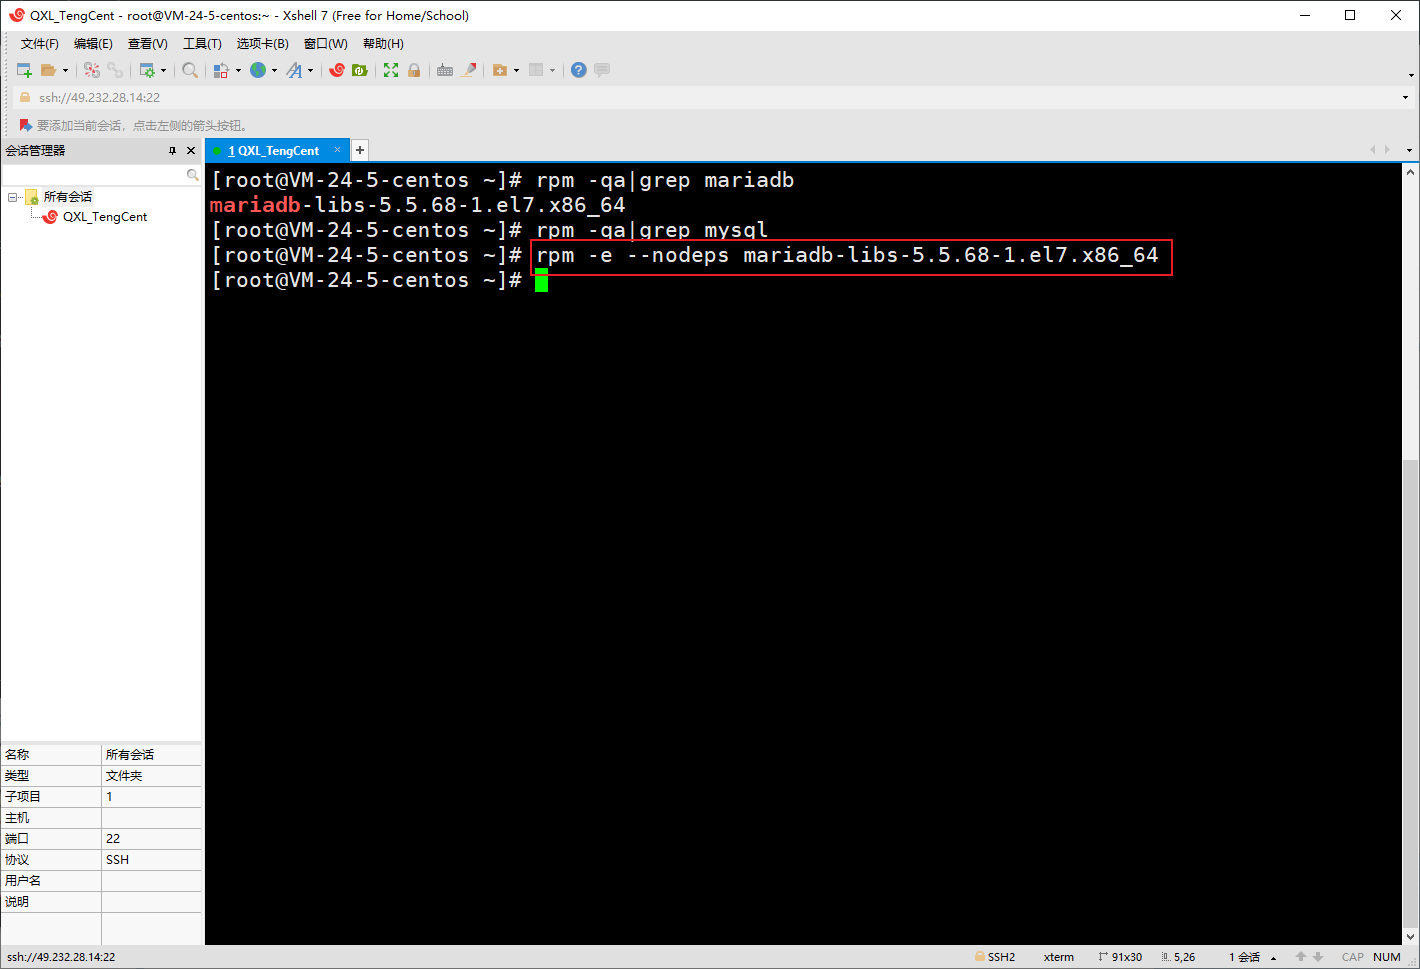 QXL_TengCent - root@VM-24-5-centos:~ - Xshell 7 (Free for Home/School)
文件(F) 编辑(E) 查看(V) 工具(T) 选项卡(B) 窗口(W) 帮助(H)
ssh://49.232.28.14:22
要添加当前会话，点击左侧的箭头按钮。
会话管理器
1 QXL_TengCent
所有会话
QXL_TengCent
[root@VM-24-5-centos ~]# rpm -qa|grep mariadb
mariadb-libs-5.5.68-1.el7.x86_64
[root@VM-24-5-centos ~]# rpm -qa|grep mysql
[root@VM-24-5-centos ~]# rpm -e --nodeps mariadb-libs-5.5.68-1.el7.x86_64
[root@VM-24-5-centos ~]#
名称 所有会话
类型 文件夹
子项目 1
主机
端口 22
协议 SSH
用户名
说明
ssh://49.232.28.14:22 SSH2 xterm 91x30 5,26 1 会话 CAP NUM